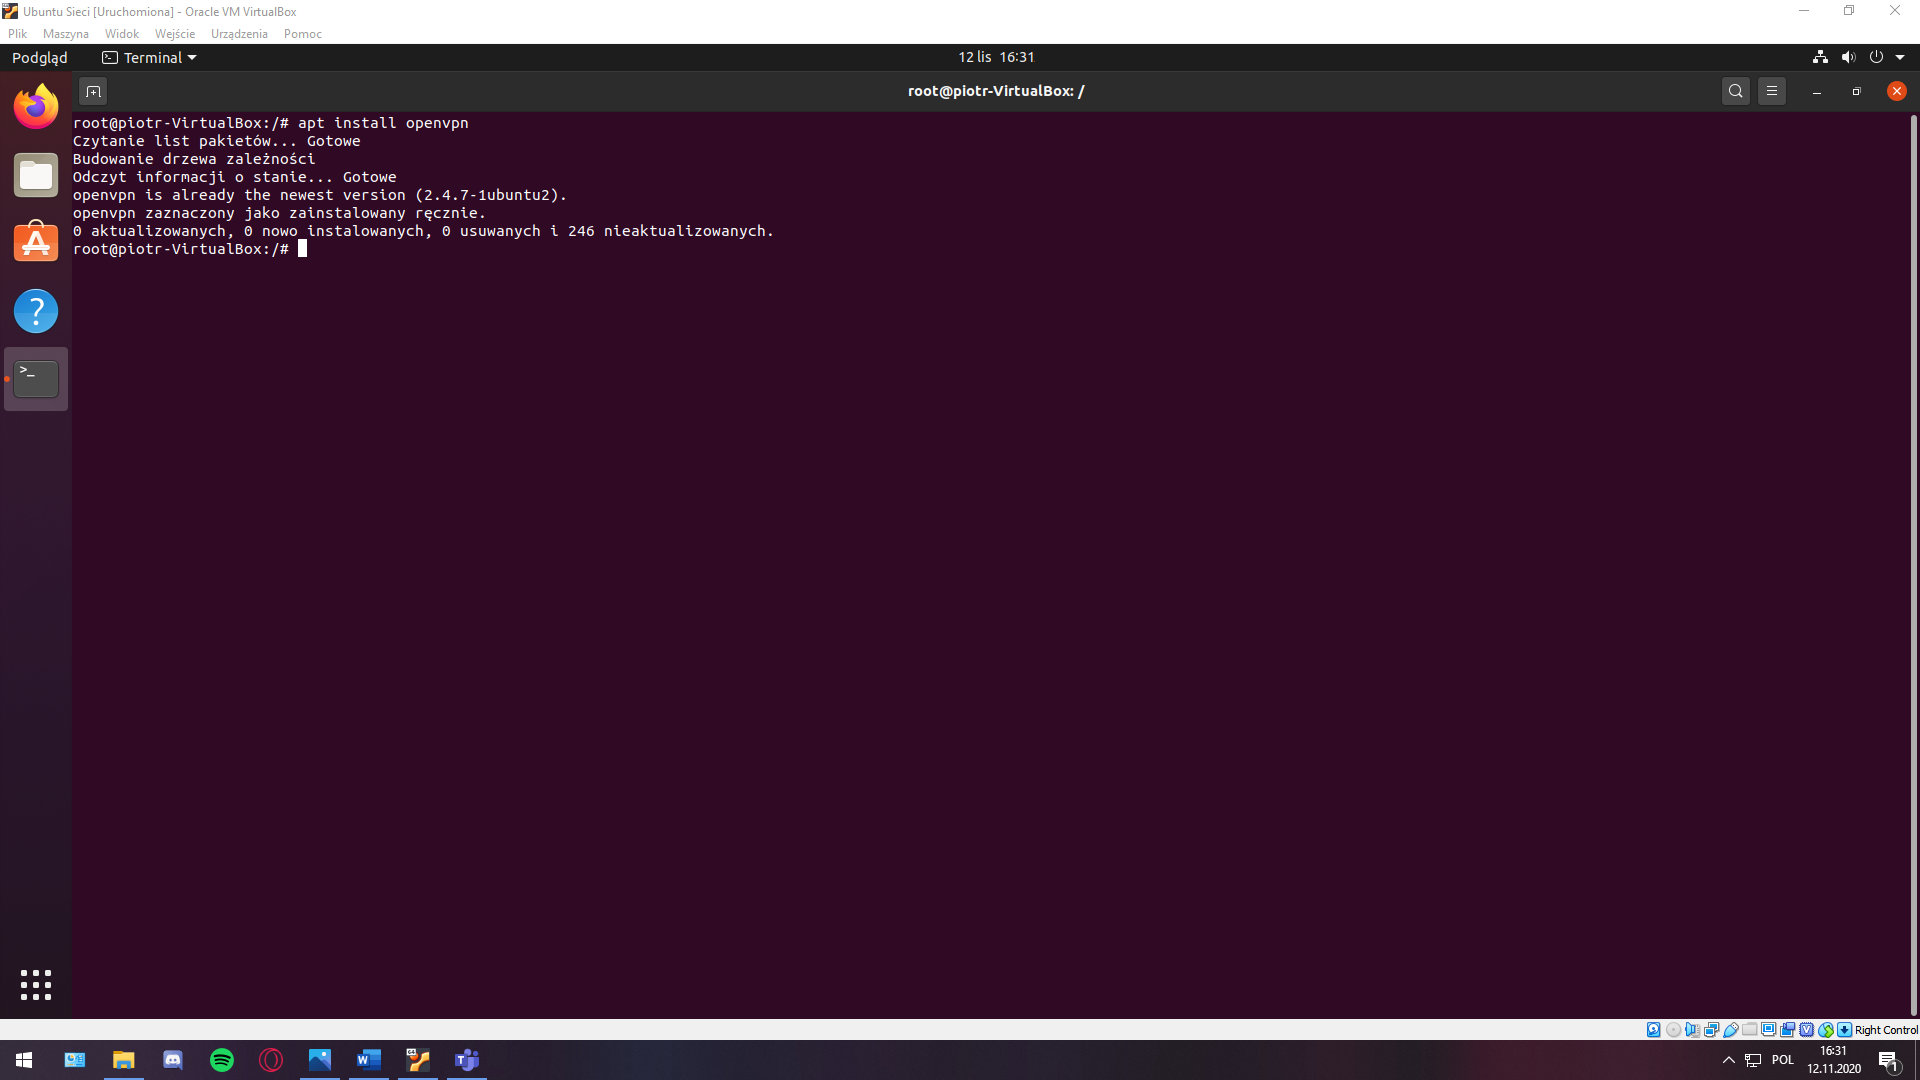 Ubuntu Sieci [Uruchomiona] - Oracle VM VirtualBox
Plik Maszyna Widok Wejście Urządzenia Pomoc
Podgląd Terminal 12 lis 16:31
root@piotr-VirtualBox: /
root@piotr-VirtualBox:/# apt install openvpn
Czytanie list pakietów... Gotowe
Budowanie drzewa zależności
Odczyt informacji o stanie... Gotowe
openvpn is already the newest version (2.4.7-1ubuntu2).
openvpn zaznaczony jako zainstalowany ręcznie.
0 aktualizowanych, 0 nowo instalowanych, 0 usuwanych i 246 nieaktualizowanych.
root@piotr-VirtualBox:/#
Right Control
POL
16:31
12.11.2020
1